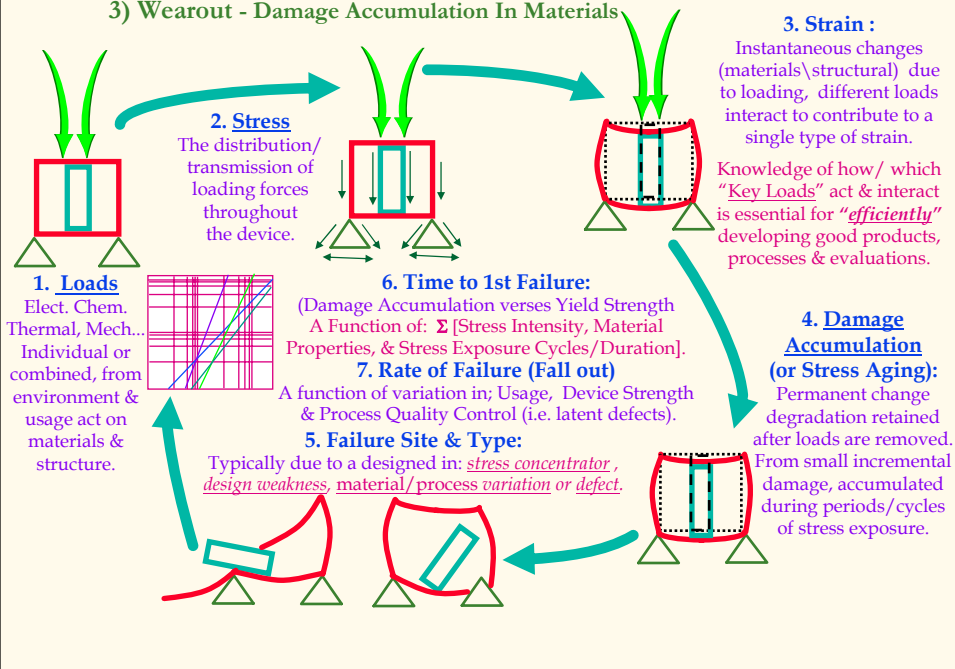 3) Wearout - Damage Accumulation In Materials
1. Loads
Elect. Chem.
Thermal, Mech...
Individual or
combined, from
environment &
usage act on
materials &
structure.
2. Stress
The distribution/
transmission of
loading forces
throughout
the device.
3. Strain :
Instantaneous changes
(materials\structural) due
to loading, different loads
interact to contribute to a
single type of strain.
Knowledge of how/ which
“Key Loads” act & interact
is essential for “efficiently”
developing good products,
processes & evaluations.
4. Damage
Accumulation
(or Stress Aging):
Permanent change
degradation retained
after loads are removed.
From small incremental
damage, accumulated
during periods/cycles
of stress exposure.
6. Time to 1st Failure:
(Damage Accumulation verses Yield Strength
A Function of: Σ [Stress Intensity, Material
Properties, & Stress Exposure Cycles/Duration].
7. Rate of Failure (Fall out)
A function of variation in; Usage, Device Strength
& Process Quality Control (i.e. latent defects).
5. Failure Site & Type:
Typically due to a designed in: stress concentrator ,
design weakness, material/process variation or defect.